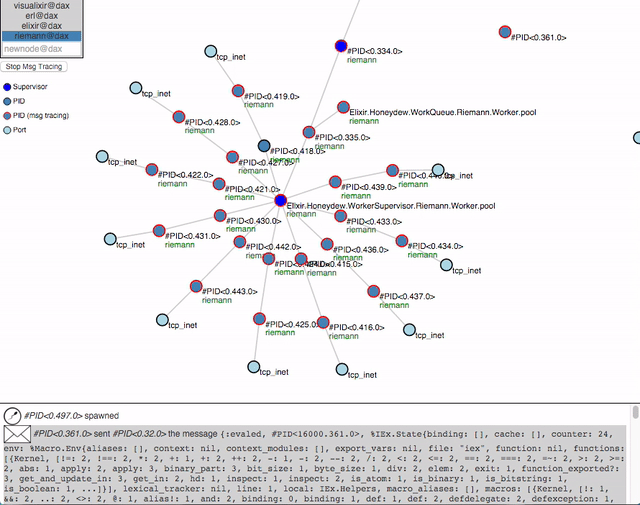 visualixir@dax
erl@dax
elixir@dax
riemann@dax
newnode@dax
Stop Msg Tracing
Supervisor
PID
PID (msg tracing)
Port
#PID<0.334.0>
riemann
#PID<0.361.0>
tcp_inet
#PID<0.419.0>
riemann
tcp_inet
Elixir.Honeydew.WorkQueue.Riemann.Worker.pool
riemann
#PID<0.428.0>
riemann
#PID<0.335.0>
riemann
#PID<0.418.0>
riemann
tcp_inet
#PID<0.427.0>
riemann
#PID<0.422.0>
riemann
#PID<0.421.0>
riemann
#PID<0.439.0>
riemann
riemann
Elixir.Honeydew.WorkerSupervisor.Riemann.Worker.pool
riemann
#PID<0.430.0>
riemann
#PID<0.433.0>
riemann
#PID<0.431.0>
riemann
tcp_inet
#PID<0.442.0>
riemann
#PID<0.436.0>
riemann
#PID<0.434.0>
riemann
tcp_inet
riemann
riemann
#PID<0.443.0>
riemann
#PID<0.437.0>
riemann
tcp_inet
#PID<0.425.0>
riemann
#PID<0.416.0>
riemann
tcp_inet
tcp_inet
tcp_inet
#PID<0.497.0> spawned
#PID<0.361.0> sent #PID<0.32.0> the message {:evaled, #PID<16000.361.0>, %IEx.State{binding: [], cache: [], counter: 24,
env: %Macro.Env{aliases: [], context: nil, context_modules: [], export_vars: nil, file: "iex", function: nil, functions:
[{Kernel, [!=: 2, !==: 2, *: 2, +: 1, +: 2, ++: 2, -: 1, -: 2, --: 2, /: 2, <: 2, <=: 2, ==: 2, ===: 2, =~: 2, >: 2, >=:
2, abs: 1, apply: 2, apply: 3, binary_part: 3, bit_size: 1, byte_size: 1, div: 2, elem: 2, exit: 1, function_exported?:
3, get_and_update_in: 3, get_in: 2, hd: 1, inspect: 1, inspect: 2, is_atom: 1, is_binary: 1, is_bitstring: 1,
is_boolean: 1, ...]}], lexical_tracker: nil, line: 1, local: IEx.Helpers, macro_aliases: [], macros: [{Kernel, [!: 1,
&&: 2, ..: 2, <>: 2, @: 1, alias!: 1, and: 2, binding: 0, binding: 1, def: 1, def: 2, defdelegate: 2, defexception: 1,